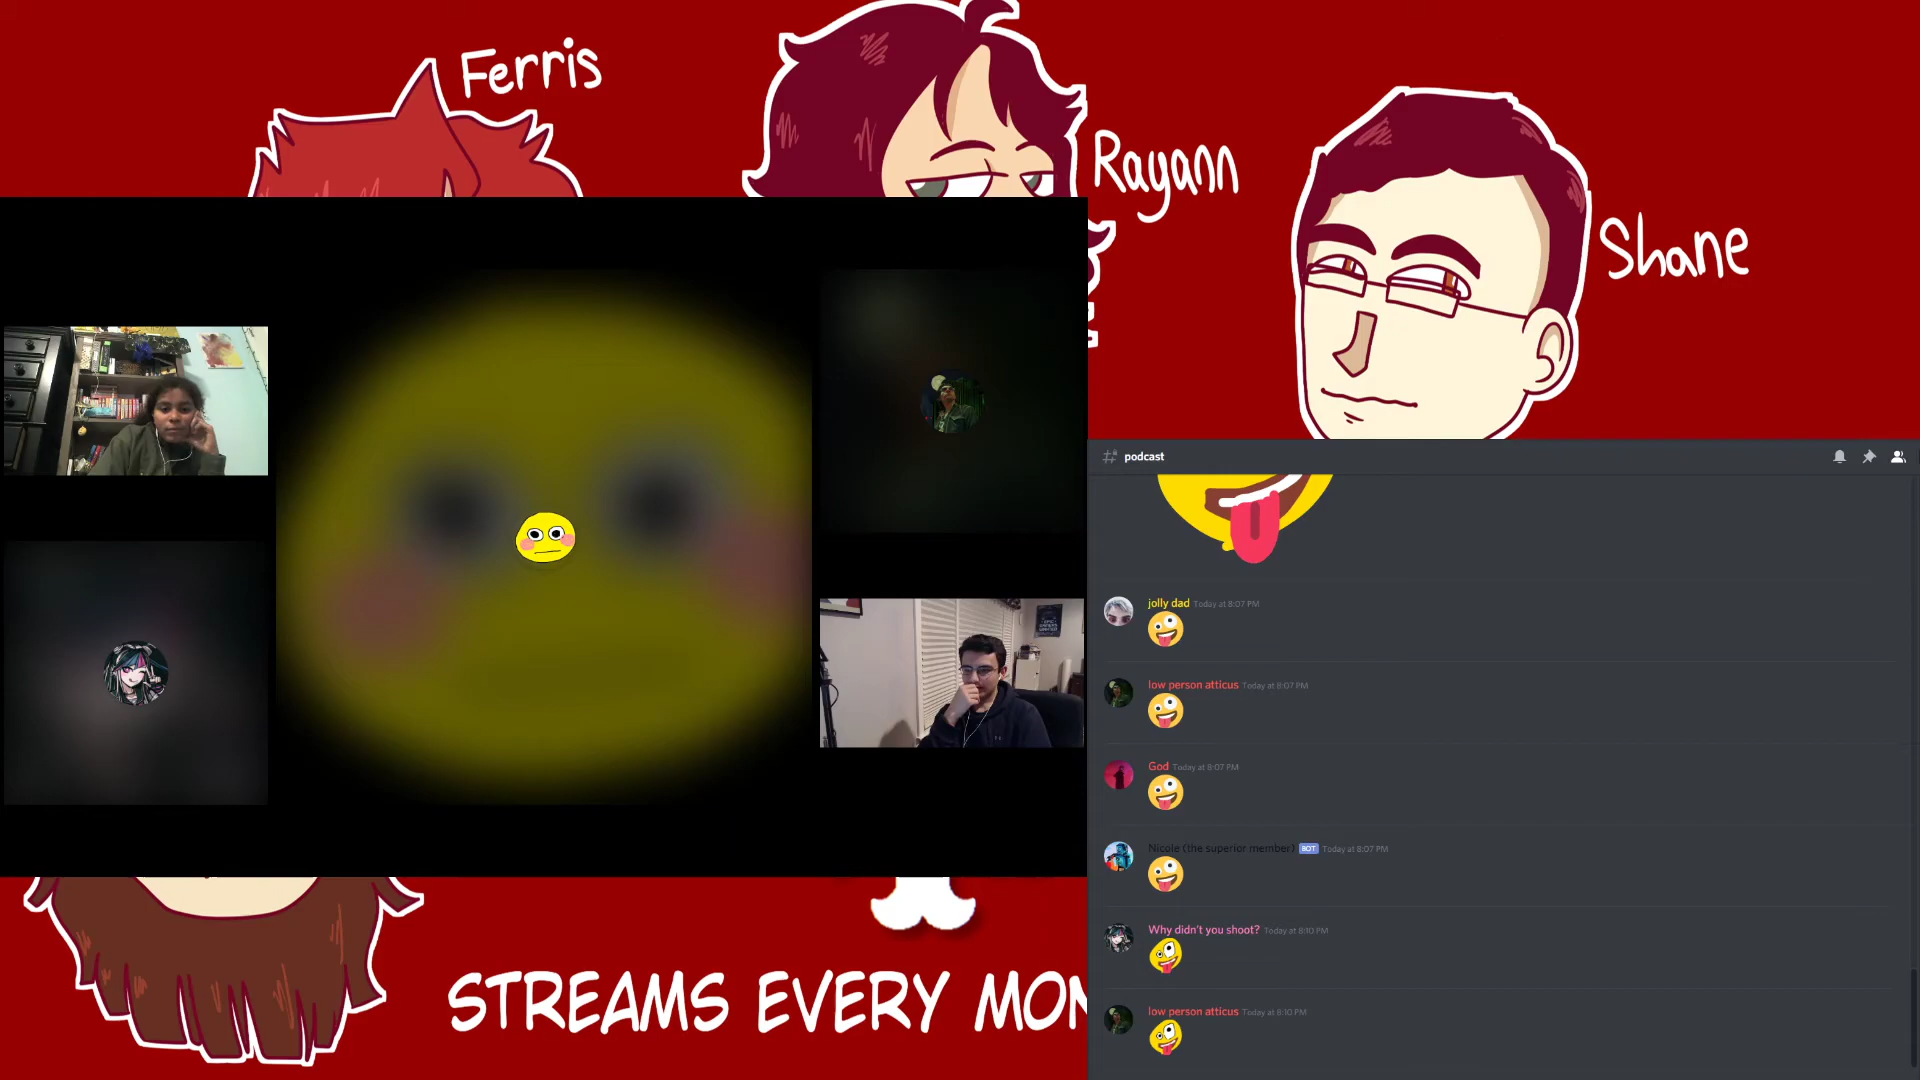 Ferris
Rayann
Shane
podcast
jolly dad Today at 8:07 PM
low person atticus Today at 8:07 PM
God Today at 8:07 PM
Nicole (the superior member) BOT Today at 8:07 PM
Why didn't you shoot? Today at 8:10 PM
low person atticus Today at 8:10 PM
STREAMS EVERY MON